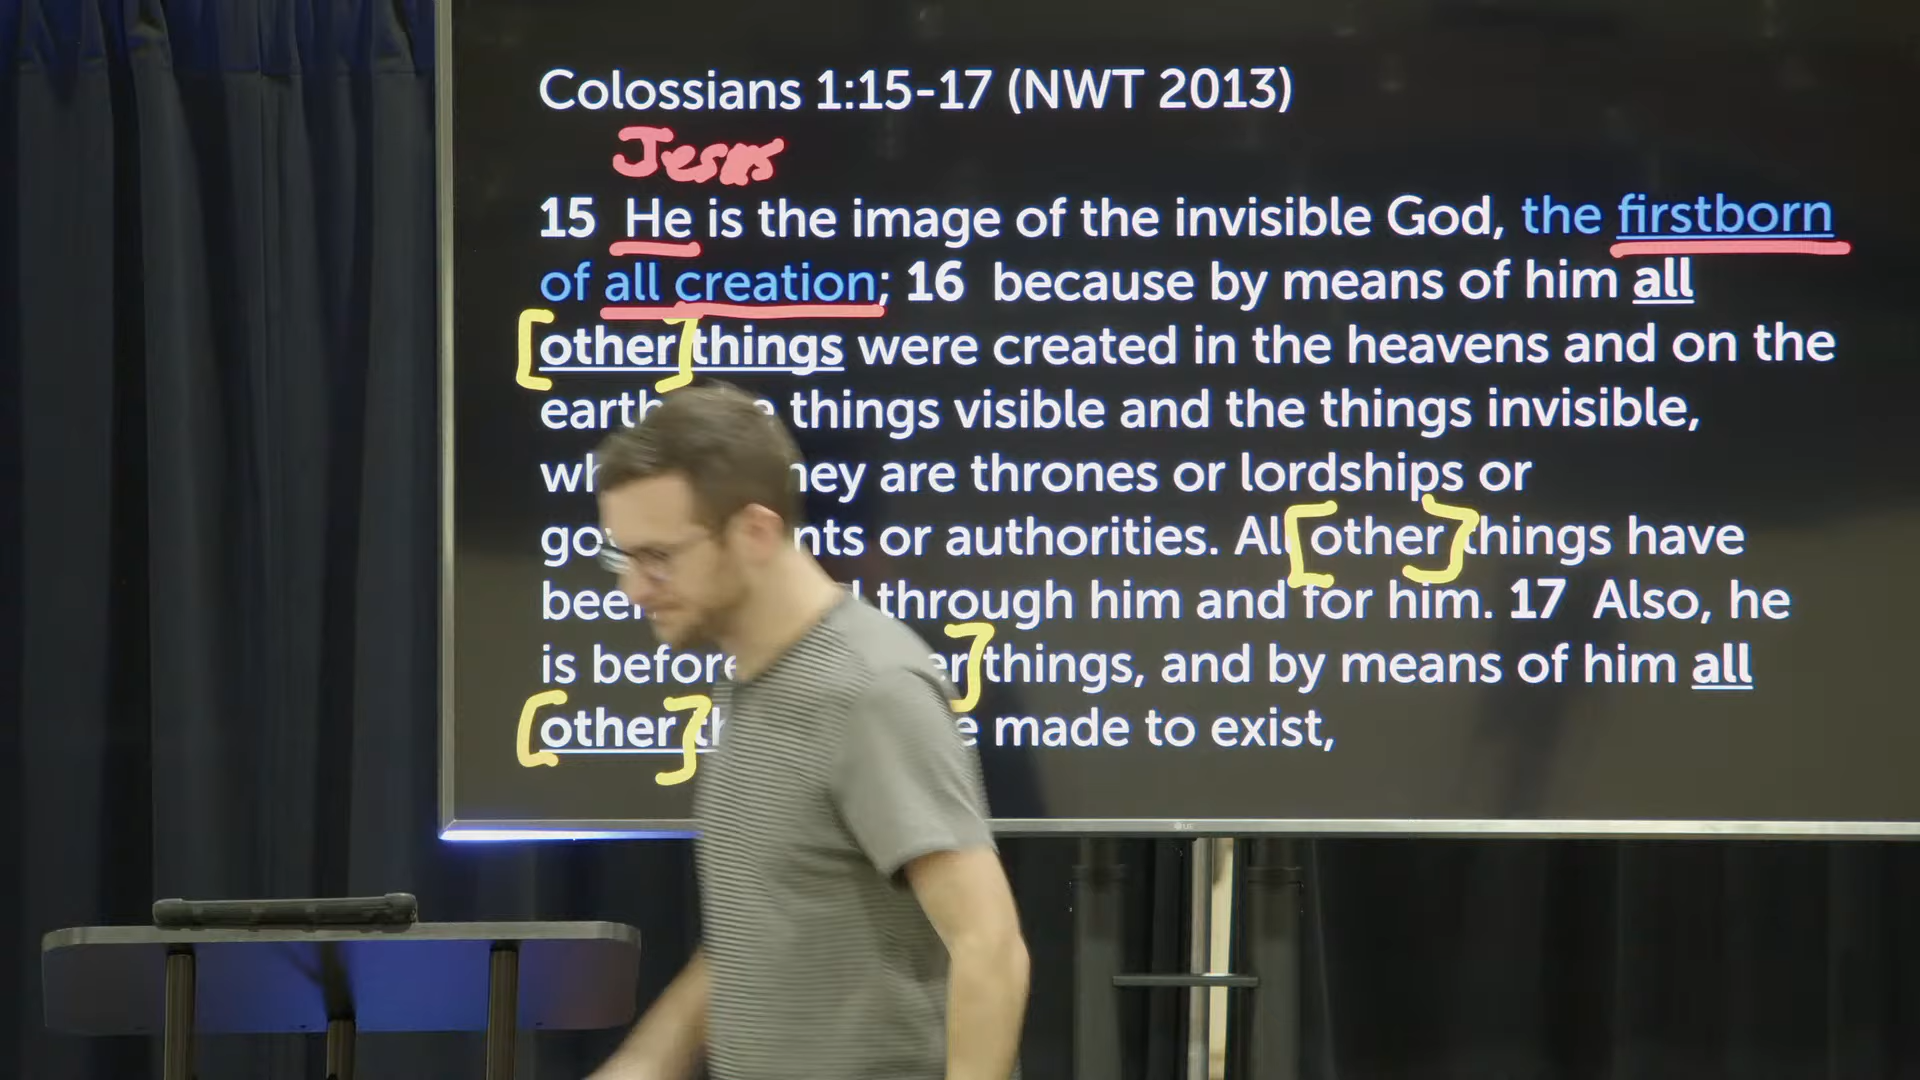 Colossians 1:15-17 (NWT 2013)
Jesus
15 He is the image of the invisible God, the firstborn
of all creation; 16 because by means of him all
[other] things were created in the heavens and on the
earth things visible and the things invisible,
they are thrones or lordships or
or authorities. All [other] things have
through him and for him. 17 Also, he
is before things, and by means of him all
[other] made to exist,
LG